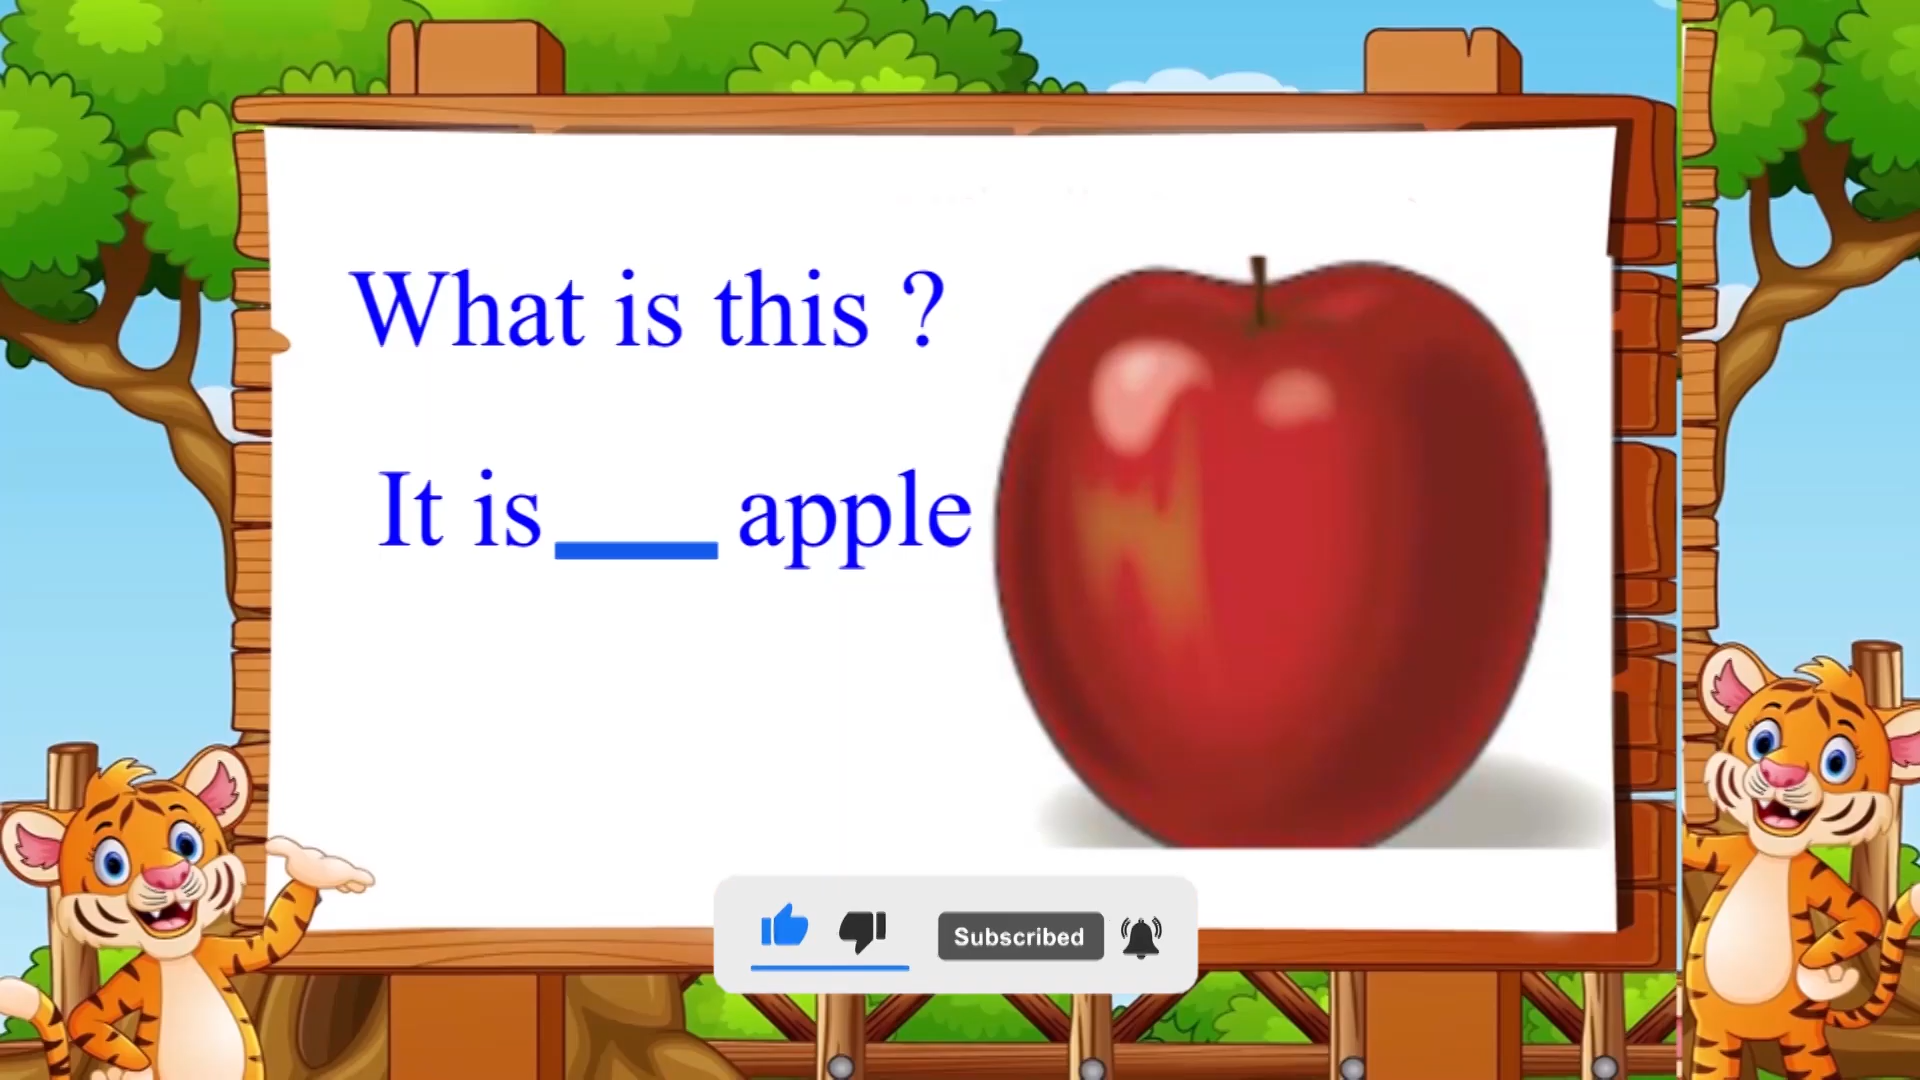 What is this ?
It is ___ apple
Subscribed